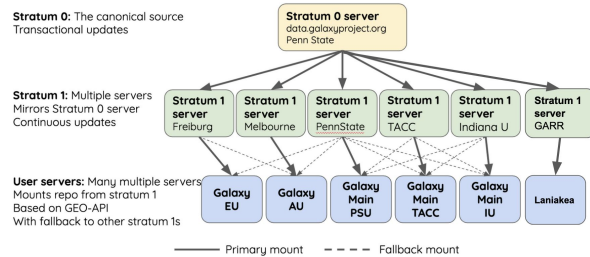 Stratum 0: The canonical source
Transactional updates
Stratum 0 server
data.galaxyproject.org
Penn State
Stratum 1: Multiple servers
Mirrors Stratum 0 server
Continuous updates
Stratum 1
server
Freiburg
Stratum 1
server
Melbourne
Stratum 1
server
PennState
Stratum 1
server
TACC
Stratum 1
server
Indiana U
Stratum 1
server
GARR
User servers: Many multiple servers
Mounts repo from stratum 1
Based on GEO-API
With fallback to other stratum 1s
Galaxy
EU
Galaxy
AU
Galaxy
Main
PSU
Galaxy
Main
TACC
Galaxy
Main
IU
Laniakea
Primary mount
Fallback mount